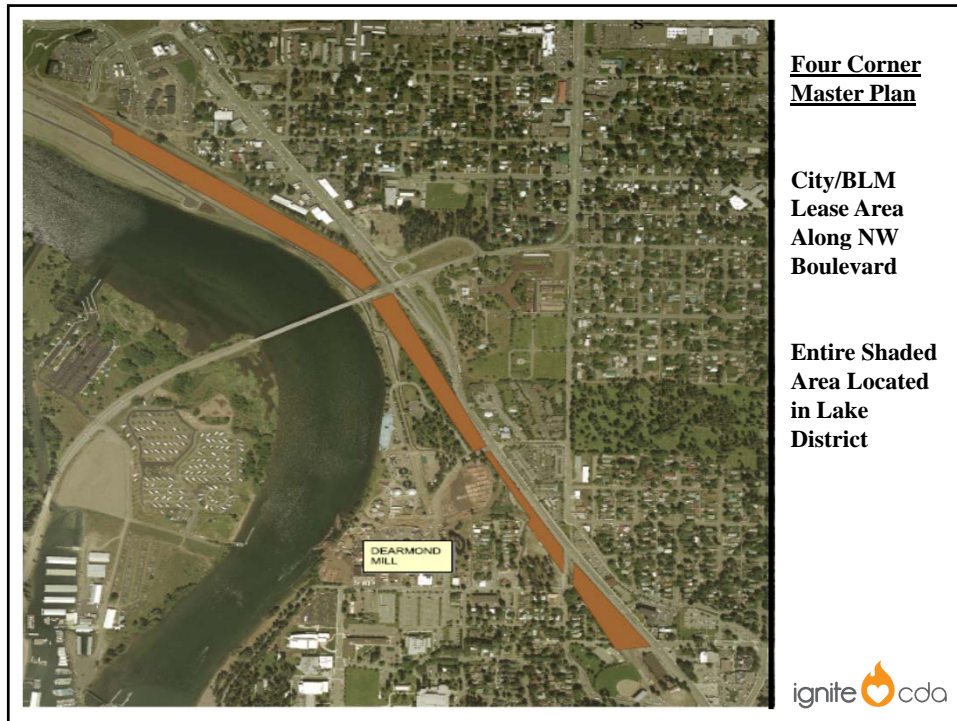 Four Corner
Master Plan
City/BLM
Lease Area
Along NW
Boulevard
Entire Shaded
Area Located
in Lake
District
DEARMOND
MILL
ignite cda